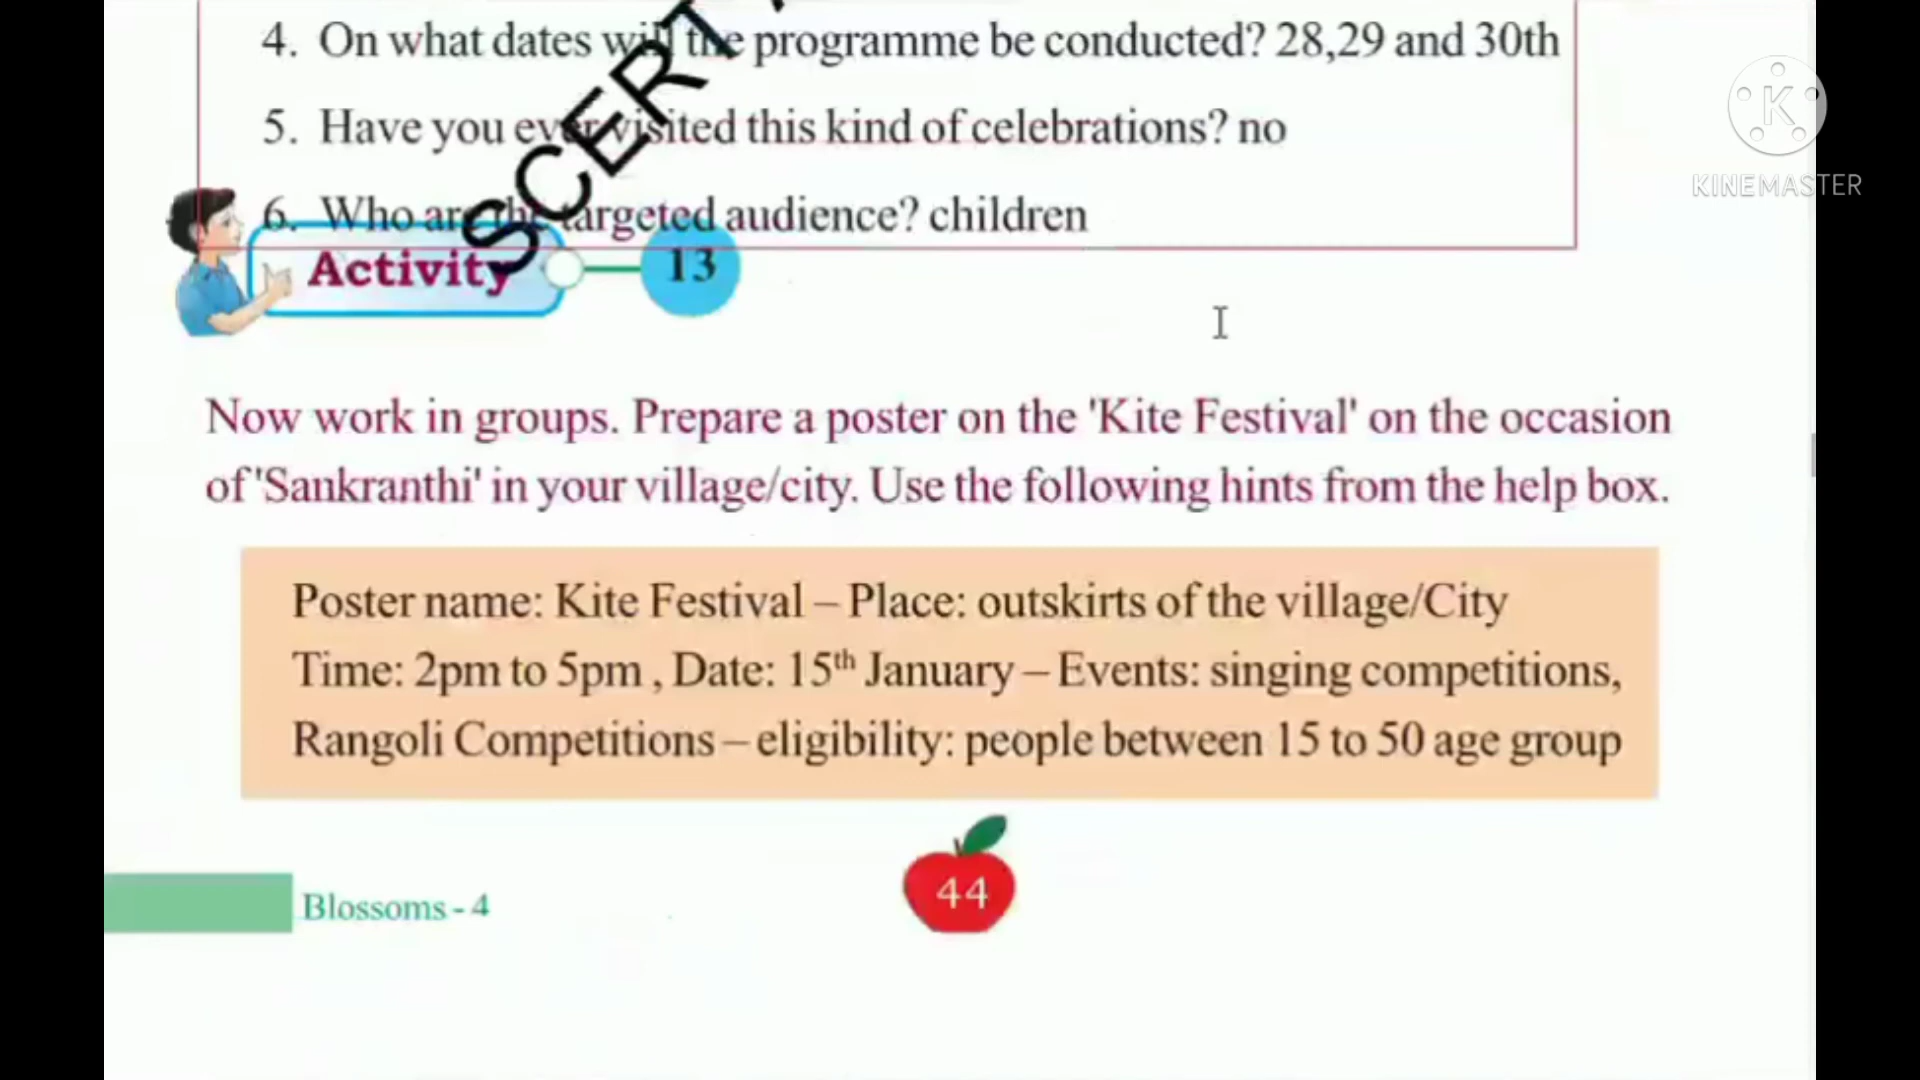 4. On what dates will the programme be conducted? 28,29 and 30th
5. Have you ever visited this kind of celebrations? no
6. Who are the targeted audience? children
SCERT
K
KINEMASTER
Activity 13
Now work in groups. Prepare a poster on the 'Kite Festival' on the occasion
of 'Sankranthi' in your village/city. Use the following hints from the help box.
Poster name: Kite Festival – Place: outskirts of the village/City
Time: 2pm to 5pm , Date: 15th January – Events: singing competitions,
Rangoli Competitions – eligibility: people between 15 to 50 age group
44
Blossoms - 4